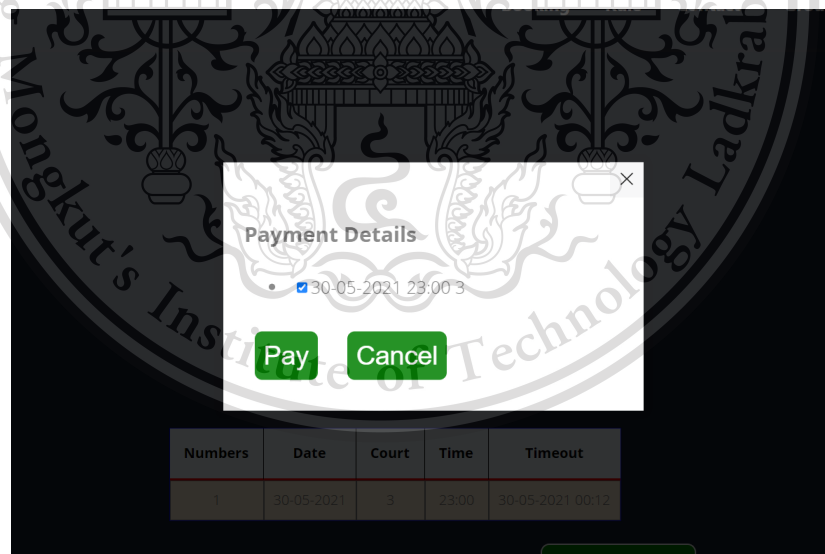 Mongkut's Institute of Technology Ladkrab
Payment Details
30-05-2021 23:00 3
Pay Cancel
Numbers Date Court Time Timeout
1 30-05-2021 3 23:00 30-05-2021 00:12